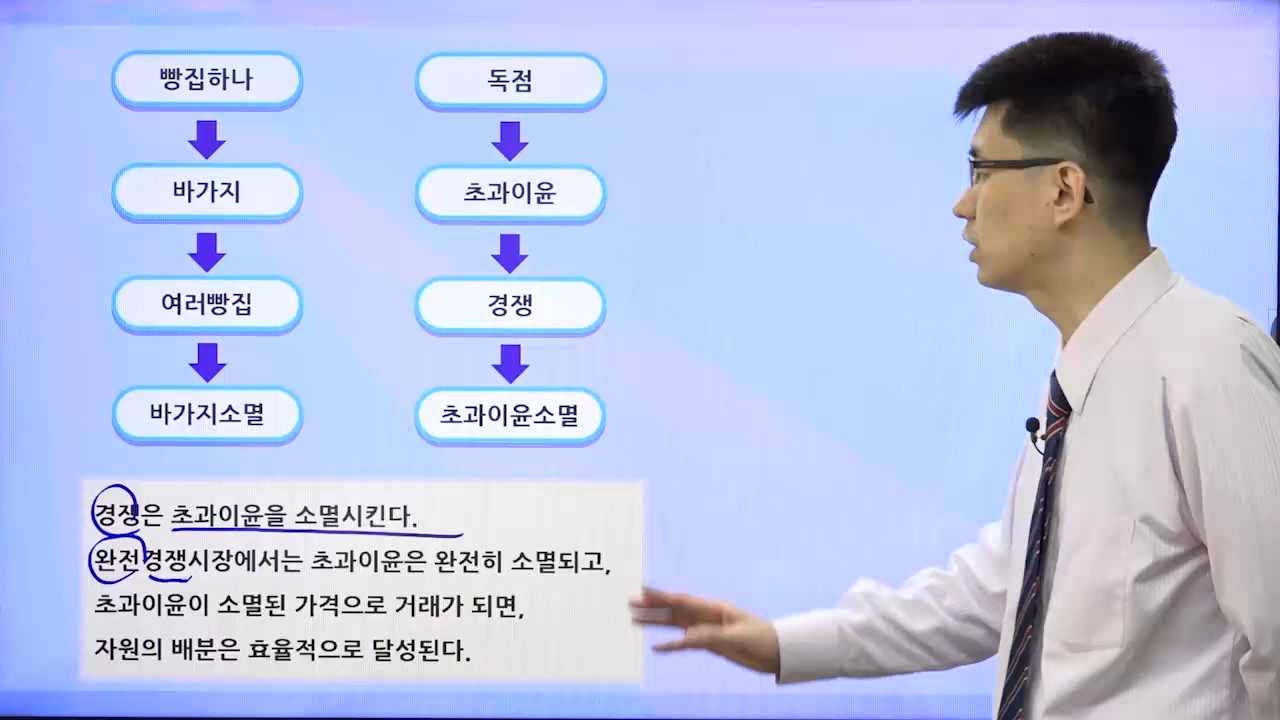 빵집하나
바가지
여러빵집
바가지소멸
독점
초과이윤
경쟁
초과이윤소멸
경쟁은 초과이윤을 소멸시킨다.
완전경쟁시장에서는 초과이윤은 완전히 소멸되고,
초과이윤이 소멸된 가격으로 거래가 되면,
자원의 배분은 효율적으로 달성된다.